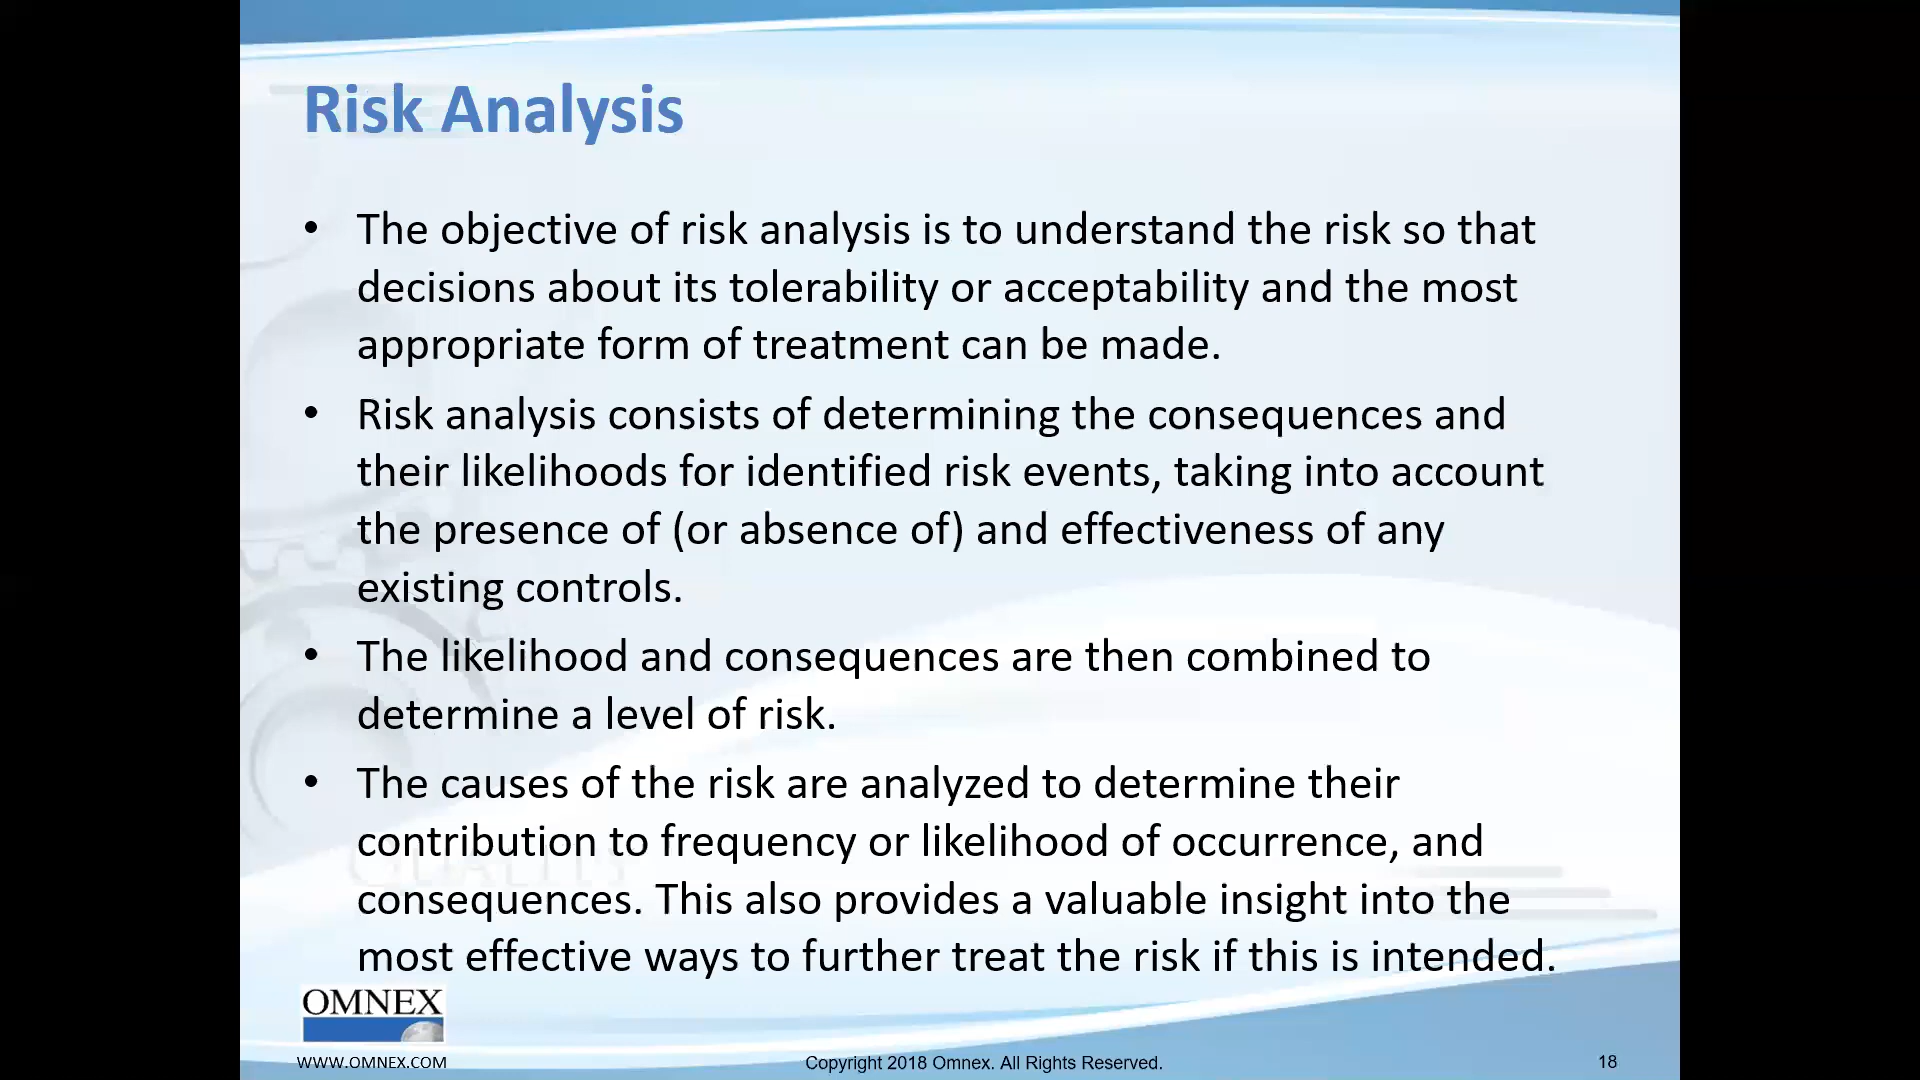 Risk Analysis
• The objective of risk analysis is to understand the risk so that
decisions about its tolerability or acceptability and the most
appropriate form of treatment can be made.
• Risk analysis consists of determining the consequences and
their likelihoods for identified risk events, taking into account
the presence of (or absence of) and effectiveness of any
existing controls.
• The likelihood and consequences are then combined to
determine a level of risk.
• The causes of the risk are analyzed to determine their
contribution to frequency or likelihood of occurrence, and
consequences. This also provides a valuable insight into the
most effective ways to further treat the risk if this is intended.
QUALITY
OMNEX
WWW.OMNEX.COM
Copyright 2018 Omnex. All Rights Reserved.
18